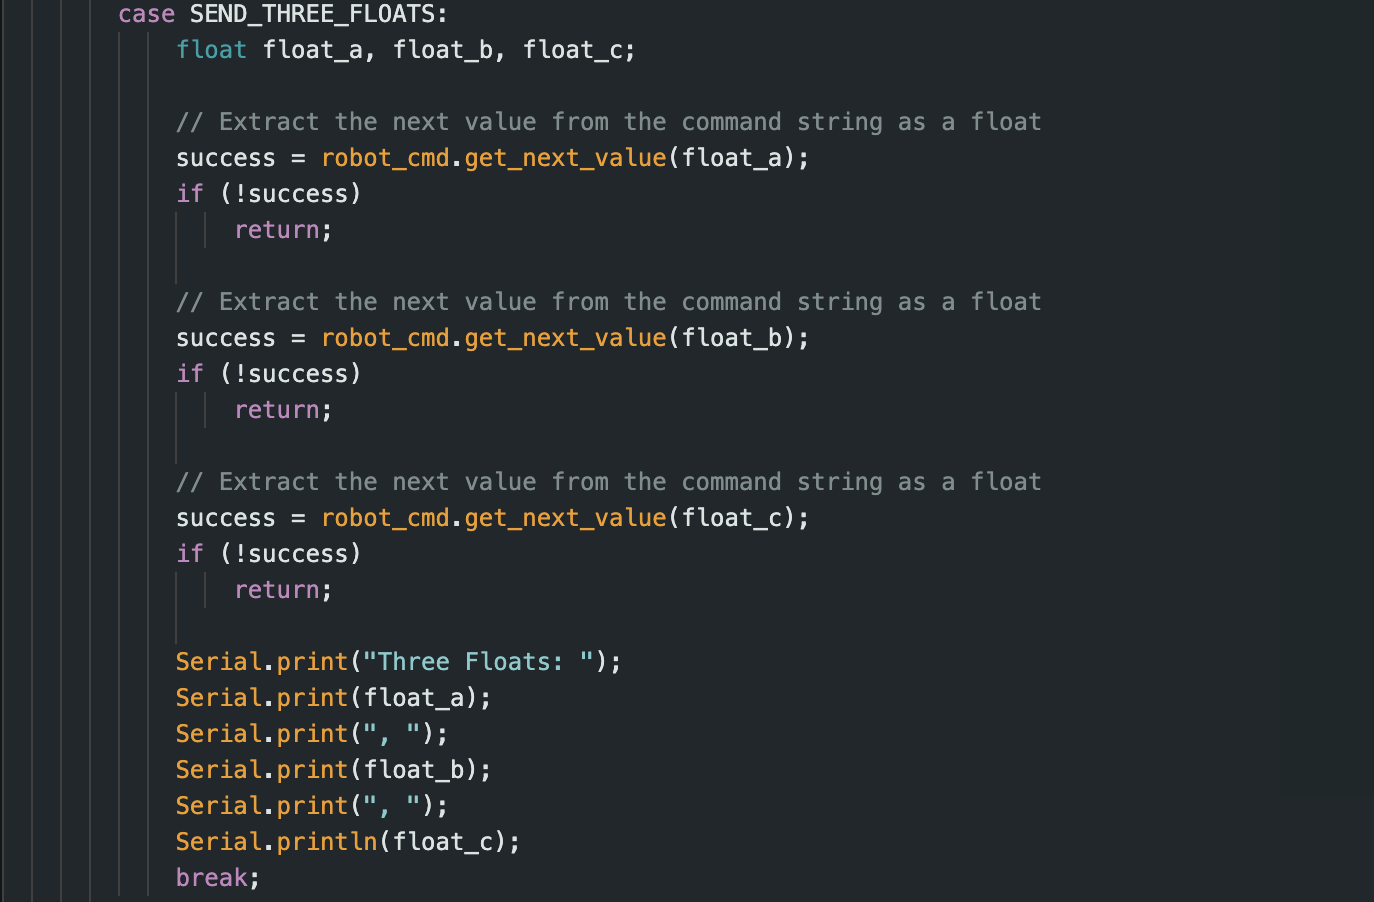 case SEND_THREE_FLOATS:
float float_a, float_b, float_c;
// Extract the next value from the command string as a float
success = robot_cmd.get_next_value(float_a);
if (!success)
return;
// Extract the next value from the command string as a float
success = robot_cmd.get_next_value(float_b);
if (!success)
return;
// Extract the next value from the command string as a float
success = robot_cmd.get_next_value(float_c);
if (!success)
return;
Serial.print("Three Floats: ");
Serial.print(float_a);
Serial.print(", ");
Serial.print(float_b);
Serial.print(", ");
Serial.println(float_c);
break;